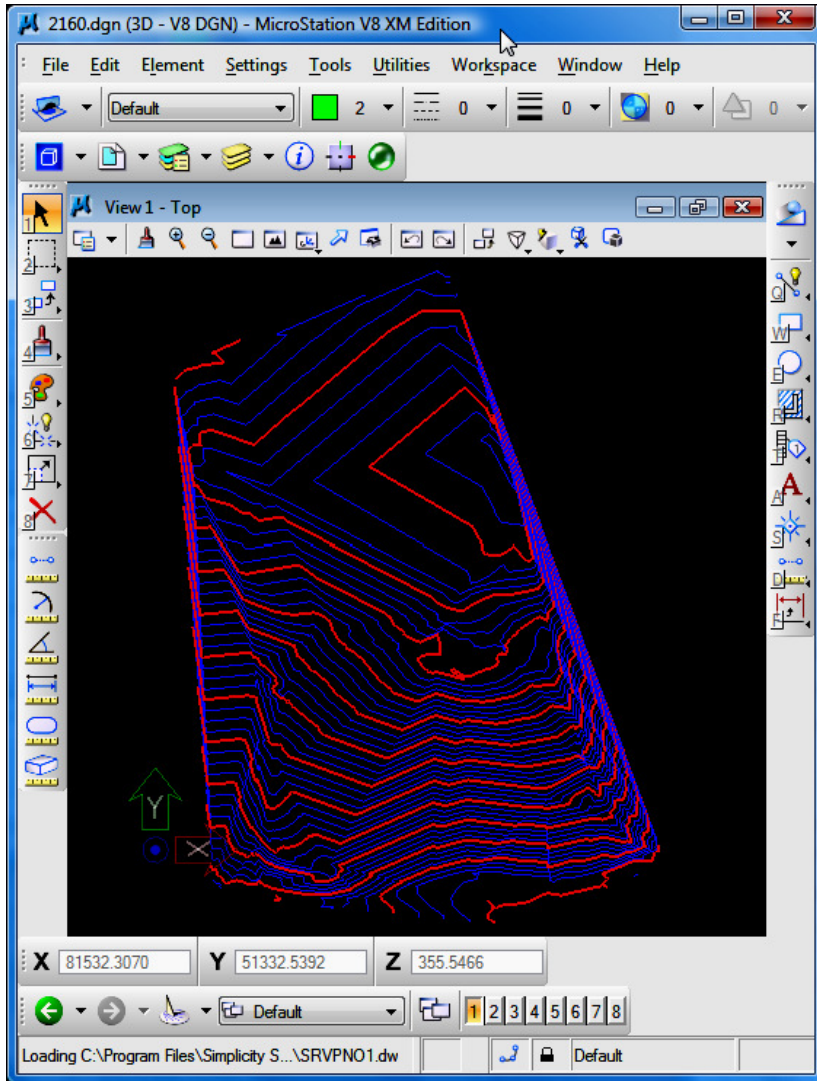 2160.dgn (3D - V8 DGN) - MicroStation V8 XM Edition
File Edit Element Settings Tools Utilities Workspace Window Help
Default 2 0 0 0 0
View 1 - Top
1
2
3
4
5
6
7
8
Q
W
E
R
T
A
S
D
F
Y
X
X 81532.3070 Y 51332.5392 Z 355.5466
Default 1 2 3 4 5 6 7 8
Loading C:\Program Files\Simplicity S...\SRVPNO1.dw Default